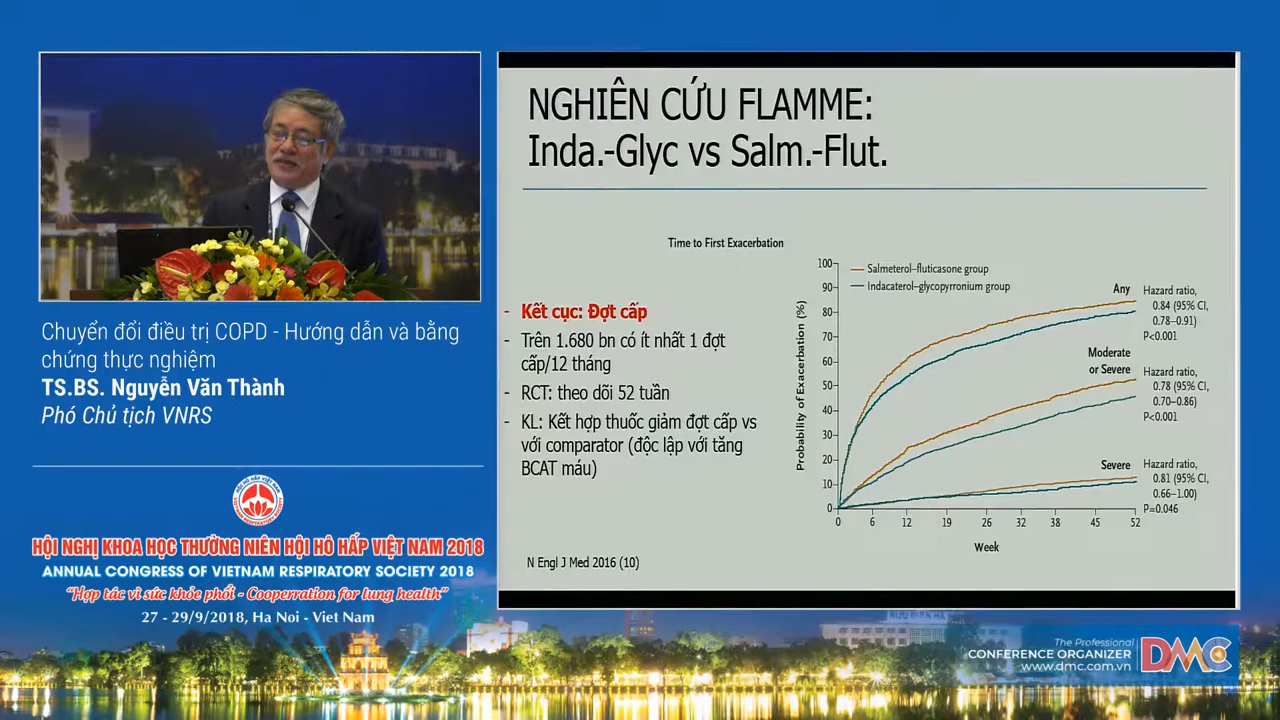 Chuyển đổi điều trị COPD - Hướng dẫn và bằng
chứng thực nghiệm
TS.BS. Nguyễn Văn Thành
Phó Chủ tịch VNRS
HỘI HÔ HẤP VIỆT NAM
HỘI NGHỊ KHOA HỌC THƯỜNG NIÊN HỘI HÔ HẤP VIỆT NAM 2018
ANNUAL CONGRESS OF VIETNAM RESPIRATORY SOCIETY 2018
“Hợp tác vì sức khỏe phổi - Cooperration for lung health”
27 - 29/9/2018, Ha Noi - Viet Nam
NGHIÊN CỨU FLAMME:
Inda.-Glyc vs Salm.-Flut.
- Kết cục: Đợt cấp
- Trên 1.680 bn có ít nhất 1 đợt
cấp/12 tháng
- RCT: theo dõi 52 tuần
- KL: Kết hợp thuốc giảm đợt cấp vs
với comparator (độc lập với tăng
BCAT máu)
N Engl J Med 2016 (10)
Time to First Exacerbation
Probability of Exacerbation (%)
100
90
80
70
60
50
40
30
20
10
0
Salmeterol–fluticasone group
Indacaterol–glycopyrronium group
Any
Hazard ratio,
0.84 (95% CI,
0.78–0.91)
P<0.001
Moderate
or Severe
Hazard ratio,
0.78 (95% CI,
0.70–0.86)
P<0.001
Severe
Hazard ratio,
0.81 (95% CI,
0.66–1.00)
P=0.046
0 6 12 19 26 32 38 45 52
Week
The Professional
CONFERENCE ORGANIZER
www.dmc.com.vn
DMC